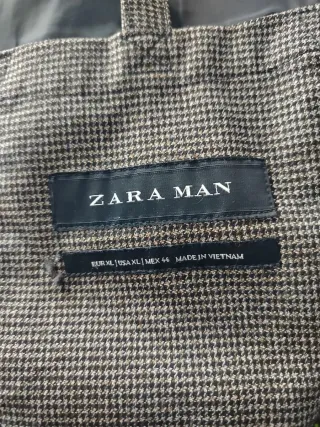 ZARA MAN
EUR XL | USA XL | MEX 44 MADE IN VIETNAM